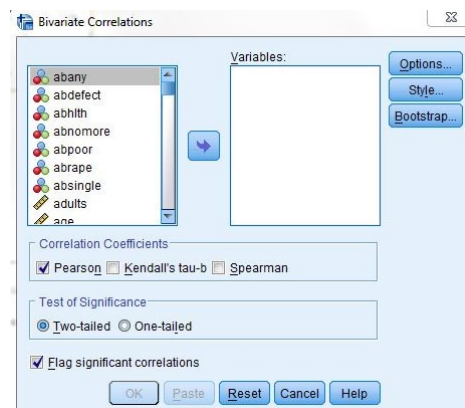 Bivariate Correlations
Variables:
abany
abdefect
abhlth
abnomore
abpoor
abrape
absingle
adults
age
Options...
Style...
Bootstrap...
Correlation Coefficients
Pearson Kendall's tau-b Spearman
Test of Significance
Two-tailed One-tailed
Flag significant correlations
OK Paste Reset Cancel Help